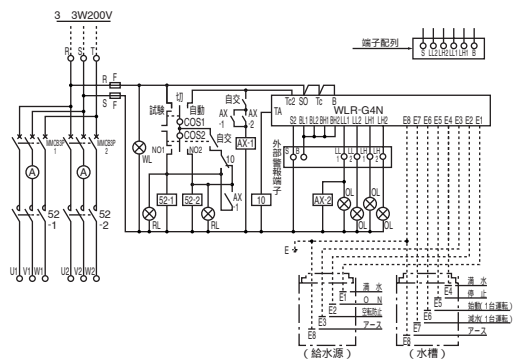 3 3W200V
R S T
端子配列
S LL2 LH2 LL1 LH1 B
R F
S F
切
試験 自動
COS1
COS2
自交
自交
AX -1
AX -2
AX-1
Tc2 SO Tc B
TA WLR-G4N
S2 BL1 BL2 BH1 BH2 LL1 LL2 LH1 LH2
E8 E7 E6 E5 E4 E3 E2 E1
MMCB3P 1
MMCB3P 2
A A
WL
NO1 NO2
10
外部警報端子
S B LL 1 LL 2 LH 1 LH 2
52 -1
52 -2
RL
52-1
52-2
RL
AX -1
10
AX-2
OL OL
OL OL
E
U1 V1 W1 U2 V2 W2
E1 満水
E2 ON
E3 空転防止
E8 アース
(給水源)
E4 満水
E5 停止
E6 始動(1台運転)
E7 減水(1台運転)
E8 アース
(水槽)